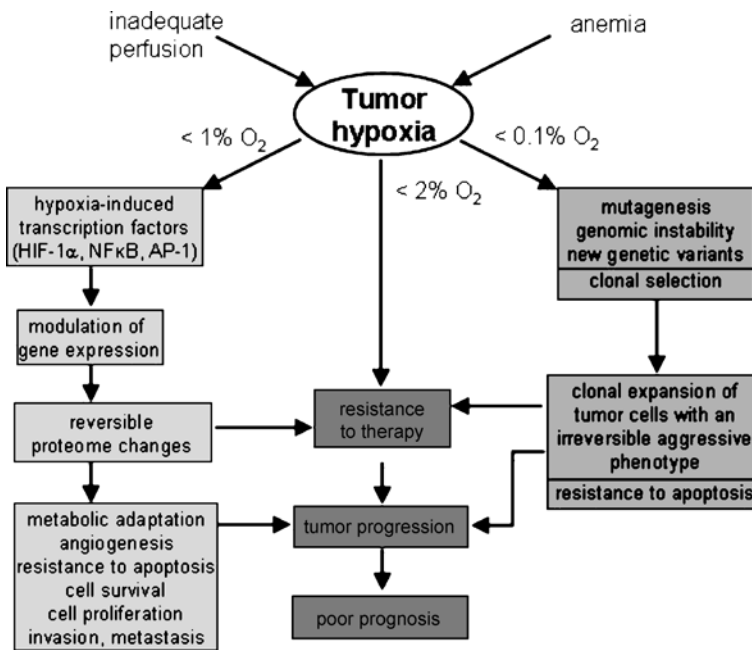 inadequate
perfusion
anemia
Tumor
hypoxia
< 1% O₂
< 0.1% O₂
< 2% O₂
hypoxia-induced
transcription factors
(HIF-1α, NFκB, AP-1)
mutagenesis
genomic instability
new genetic variants
clonal selection
modulation of
gene expression
reversible
proteome changes
resistance
to therapy
clonal expansion of
tumor cells with an
irreversible aggressive
phenotype
resistance to apoptosis
metabolic adaptation
angiogenesis
resistance to apoptosis
cell survival
cell proliferation
invasion, metastasis
tumor progression
poor prognosis